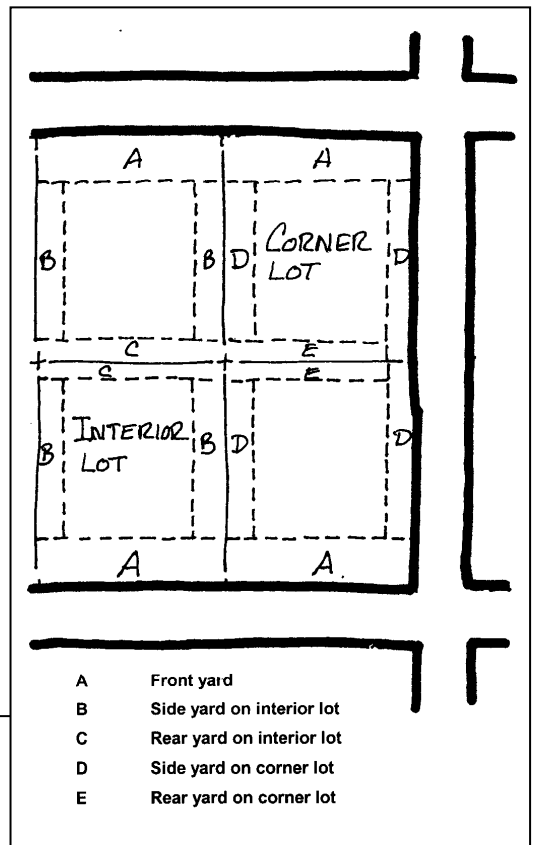 A A
CORNER
LOT
B B D D
C E
C E
INTERIOR
LOT
B B D D
A A.
A Front yard
B Side yard on interior lot
C Rear yard on interior lot
D Side yard on corner lot
E Rear yard on corner lot